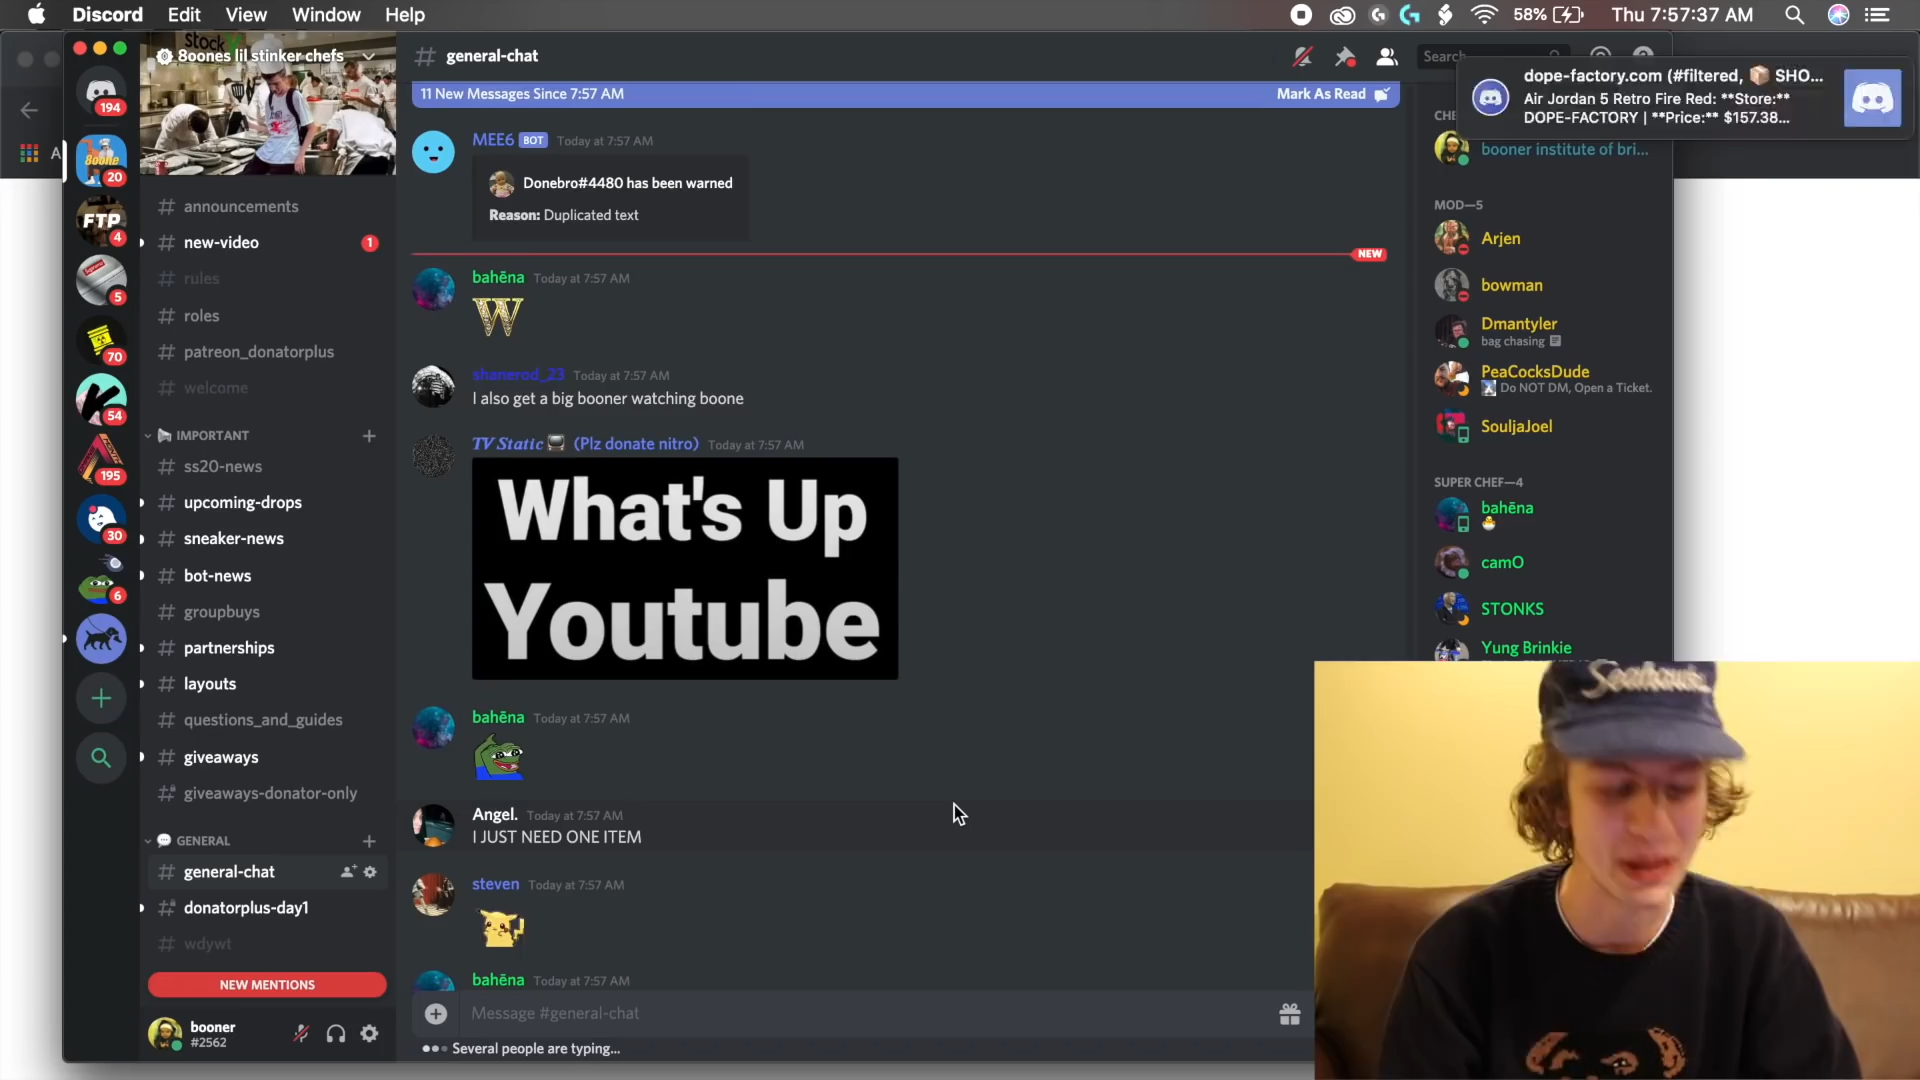 Discord Edit View Window Help
58% Thu 7:57:37 AM
Stock
8oones lil stinker chefs
# general-chat
Search
dope-factory.com (#filtered, 📦 SHO...
Air Jordan 5 Retro Fire Red: **Store:**
DOPE-FACTORY | **Price:** $157.38...
11 New Messages Since 7:57 AM
Mark As Read
194
8oone
20
FTP
4
Supreme
5
70
54
195
30
6
# announcements
# new-video 1
# rules
# roles
# patreon_donatorplus
# welcome
IMPORTANT
# ss20-news
# upcoming-drops
# sneaker-news
# bot-news
# groupbuys
# partnerships
# layouts
# questions_and_guides
# giveaways
# giveaways-donator-only
GENERAL
# general-chat
# donatorplus-day1
# wdywt
NEW MENTIONS
booner
#2562
MEE6 BOT Today at 7:57 AM
Donebro#4480 has been warned
Reason: Duplicated text
NEW
bahēna Today at 7:57 AM
W
shanerod_23 Today at 7:57 AM
I also get a big booner watching boone
TV Static📺 (Plz donate nitro) Today at 7:57 AM
What's Up
Youtube
bahēna Today at 7:57 AM
Angel. Today at 7:57 AM
I JUST NEED ONE ITEM
steven Today at 7:57 AM
bahēna Today at 7:57 AM
Message #general-chat
Several people are typing...
booner institute of bri...
MOD—5
Arjen
bowman
Dmantyler
bag chasing
PeaCocksDude
Do NOT DM, Open a Ticket.
SouljaJoel
SUPER CHEF—4
bahēna
camO
STONKS
Yung Brinkie
Seahawks